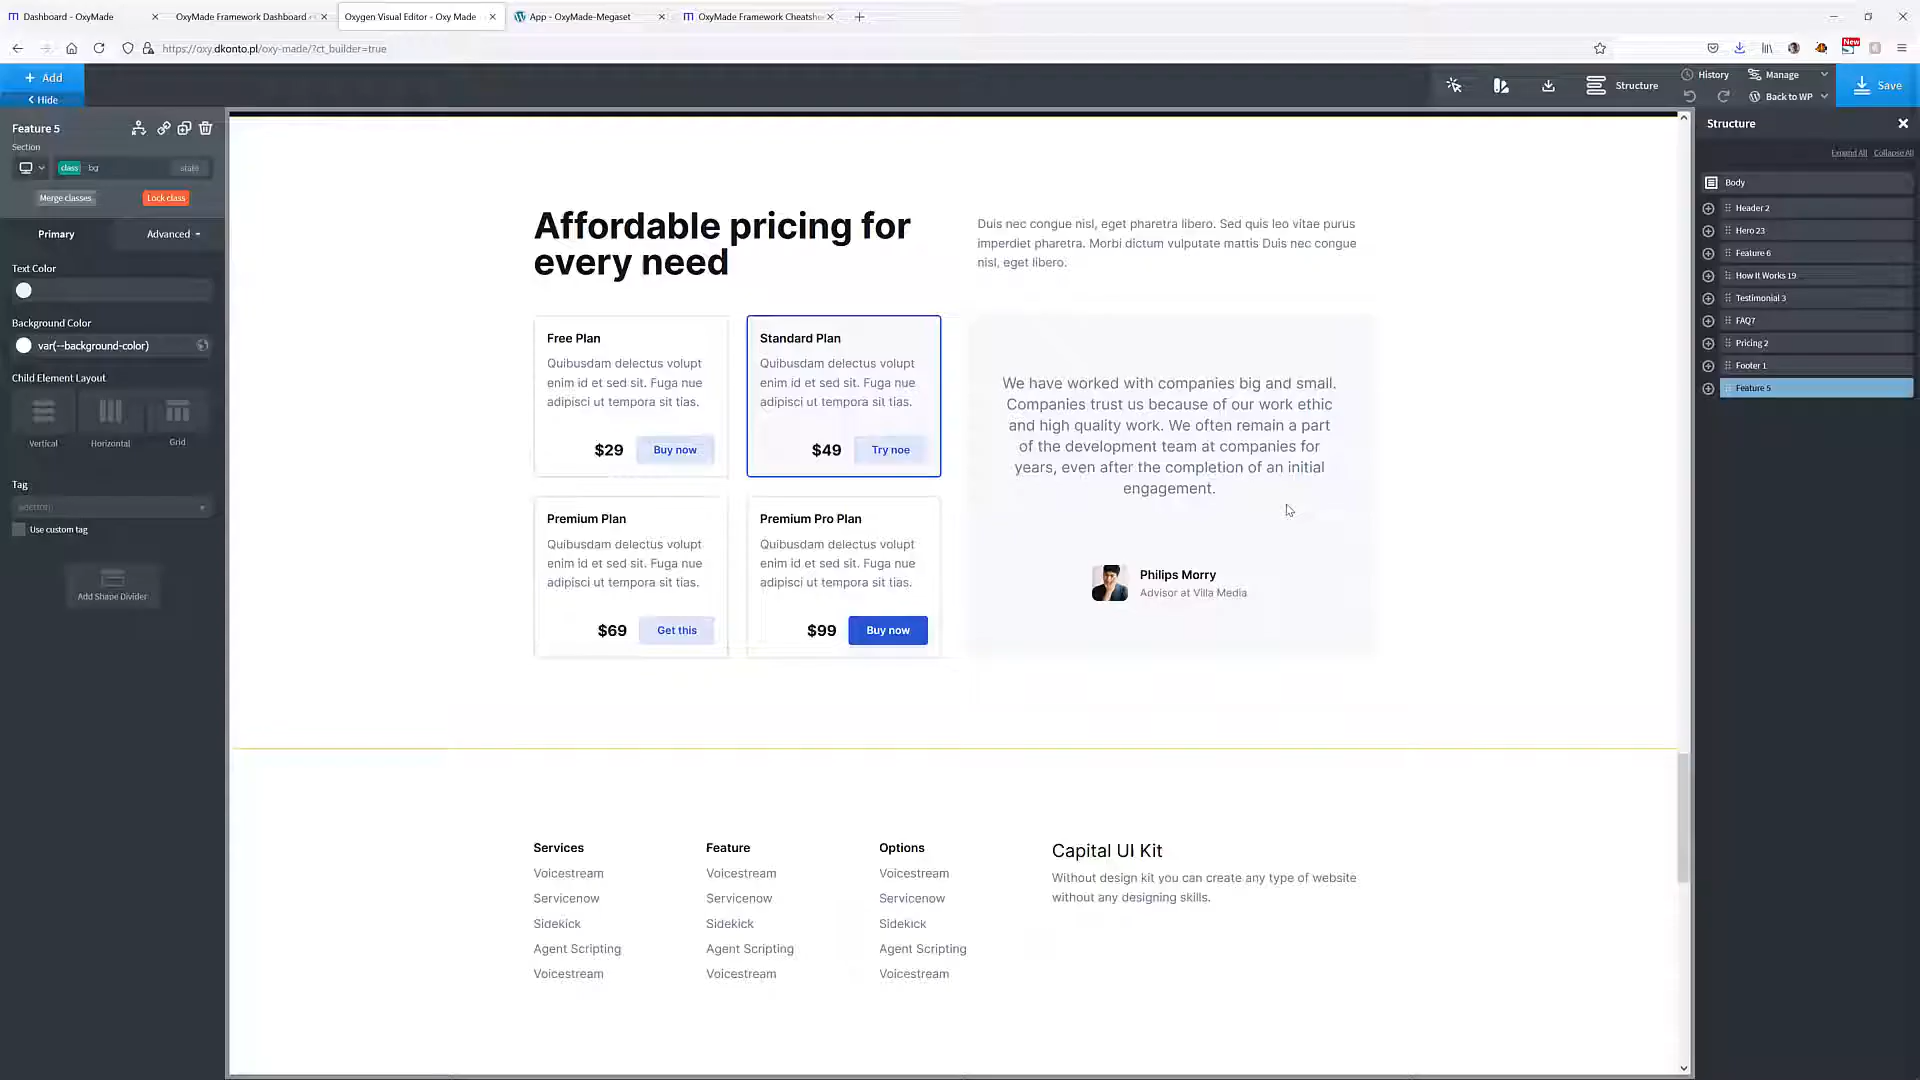 Dashboard - OxyMade
OxyMade Framework Dashboard
Oxygen Visual Editor - Oxy Made
App - OxyMade-Megaset
OxyMade Framework Cheatshe
https://oxy.dkonto.pl/oxy-made/?ct_builder=true
New
+ Add
< Hide
Structure
History
Manage
Back to WP
Save
Feature 5
Section
class bg
state
Merge classes
Lock class
Primary
Advanced
Text Color
Background Color
var(--background-color)
Child Element Layout
Vertical
Horizontal
Grid
Tag
section
Use custom tag
Add Shape Divider
Affordable pricing for
every need
Duis nec congue nisl, eget pharetra libero. Sed quis leo vitae purus
imperdiet pharetra. Morbi dictum vulputate mattis Duis nec congue
nisl, eget libero.
Free Plan
Quibusdam delectus volupt
enim id et sed sit. Fuga nue
adipisci ut tempora sit tias.
$29
Buy now
Standard Plan
Quibusdam delectus volupt
enim id et sed sit. Fuga nue
adipisci ut tempora sit tias.
$49
Try noe
Premium Plan
Quibusdam delectus volupt
enim id et sed sit. Fuga nue
adipisci ut tempora sit tias.
$69
Get this
Premium Pro Plan
Quibusdam delectus volupt
enim id et sed sit. Fuga nue
adipisci ut tempora sit tias.
$99
Buy now
We have worked with companies big and small.
Companies trust us because of our work ethic
and high quality work. We often remain a part
of the development team at companies for
years, even after the completion of an initial
engagement.
Philips Morry
Advisor at Villa Media
Services
Voicestream
Servicenow
Sidekick
Agent Scripting
Voicestream
Feature
Voicestream
Servicenow
Sidekick
Agent Scripting
Voicestream
Options
Voicestream
Servicenow
Sidekick
Agent Scripting
Voicestream
Capital UI Kit
Without design kit you can create any type of website
without any designing skills.
Structure
Expand All
Collapse All
Body
Header 2
Hero 23
Feature 6
How It Works 19
Testimonial 3
FAQ7
Pricing 2
Footer 1
Feature 5